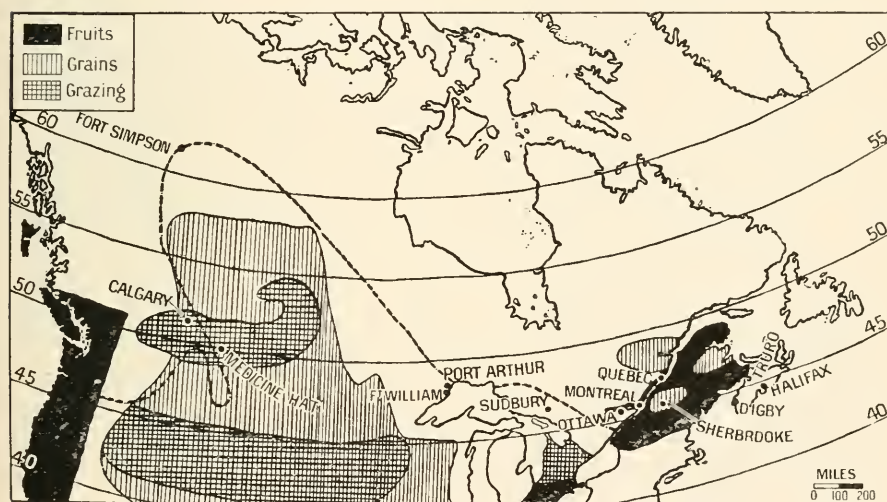 Fruits
Grains
Grazing
60
60
FORT SIMPSON
55
55
50
50
CALGARY
MEDICINE HAT
45
45
PORT ARTHUR
FT WILLIAM
SUDBURY
QUEBEC
MONTREAL
OTTAWA
TRURO
HALIFAX
DIGBY
SHERBROOKE
40
40
MILES
0 100 200